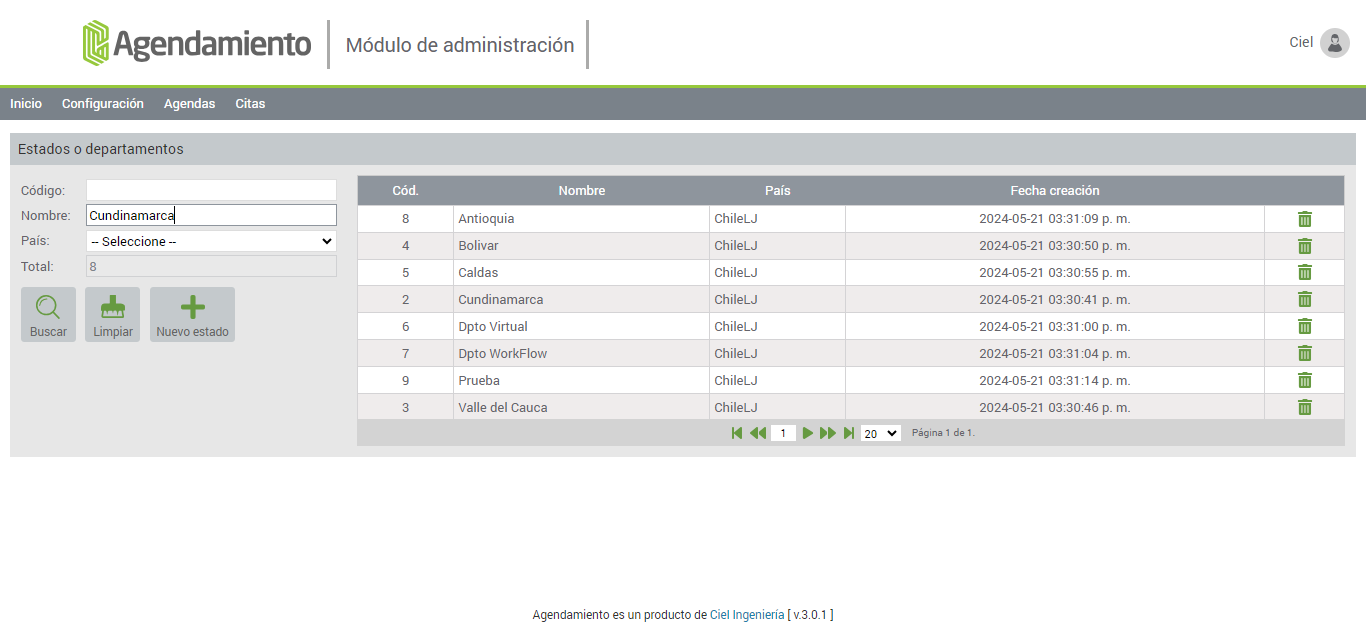 Agendamiento
Módulo de administración
Ciel
Inicio Configuración Agendas Citas
Estados o departamentos
Código:
Nombre: Cundinamarca
País: -- Seleccione --
Total: 8
Buscar Limpiar Nuevo estado
Cód. Nombre País Fecha creación
8 Antioquia ChileLJ 2024-05-21 03:31:09 p. m.
4 Bolivar ChileLJ 2024-05-21 03:30:50 p. m.
5 Caldas ChileLJ 2024-05-21 03:30:55 p. m.
2 Cundinamarca ChileLJ 2024-05-21 03:30:41 p. m.
6 Dpto Virtual ChileLJ 2024-05-21 03:31:00 p. m.
7 Dpto WorkFlow ChileLJ 2024-05-21 03:31:04 p. m.
9 Prueba ChileLJ 2024-05-21 03:31:14 p. m.
3 Valle del Cauca ChileLJ 2024-05-21 03:30:46 p. m.
1 20 Página 1 de 1.
Agendamiento es un producto de Ciel Ingeniería [ v.3.0.1 ]